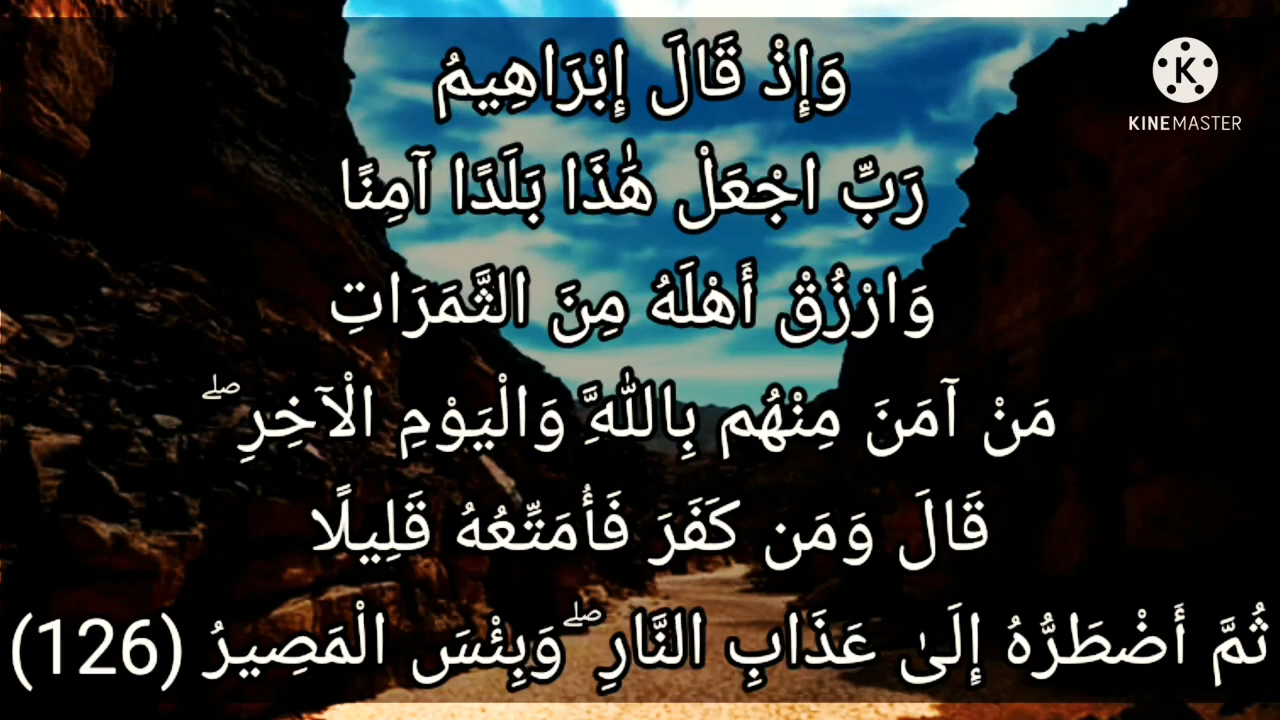 وَإِذْ قَالَ إِبْرَاهِيمُ
رَبِّ اجْعَلْ هَٰذَا بَلَدًا آمِنًا
وَارْزُقْ أَهْلَهُ مِنَ الثَّمَرَاتِ
مَنْ آمَنَ مِنْهُم بِاللَّهِ وَالْيَوْمِ الْآخِرِ ۖ
قَالَ وَمَن كَفَرَ فَأُمَتِّعُهُ قَلِيلًا
ثُمَّ أَضْطَرُّهُ إِلَىٰ عَذَابِ النَّارِ ۖ وَبِئْسَ الْمَصِيرُ (126)
K
KINEMASTER